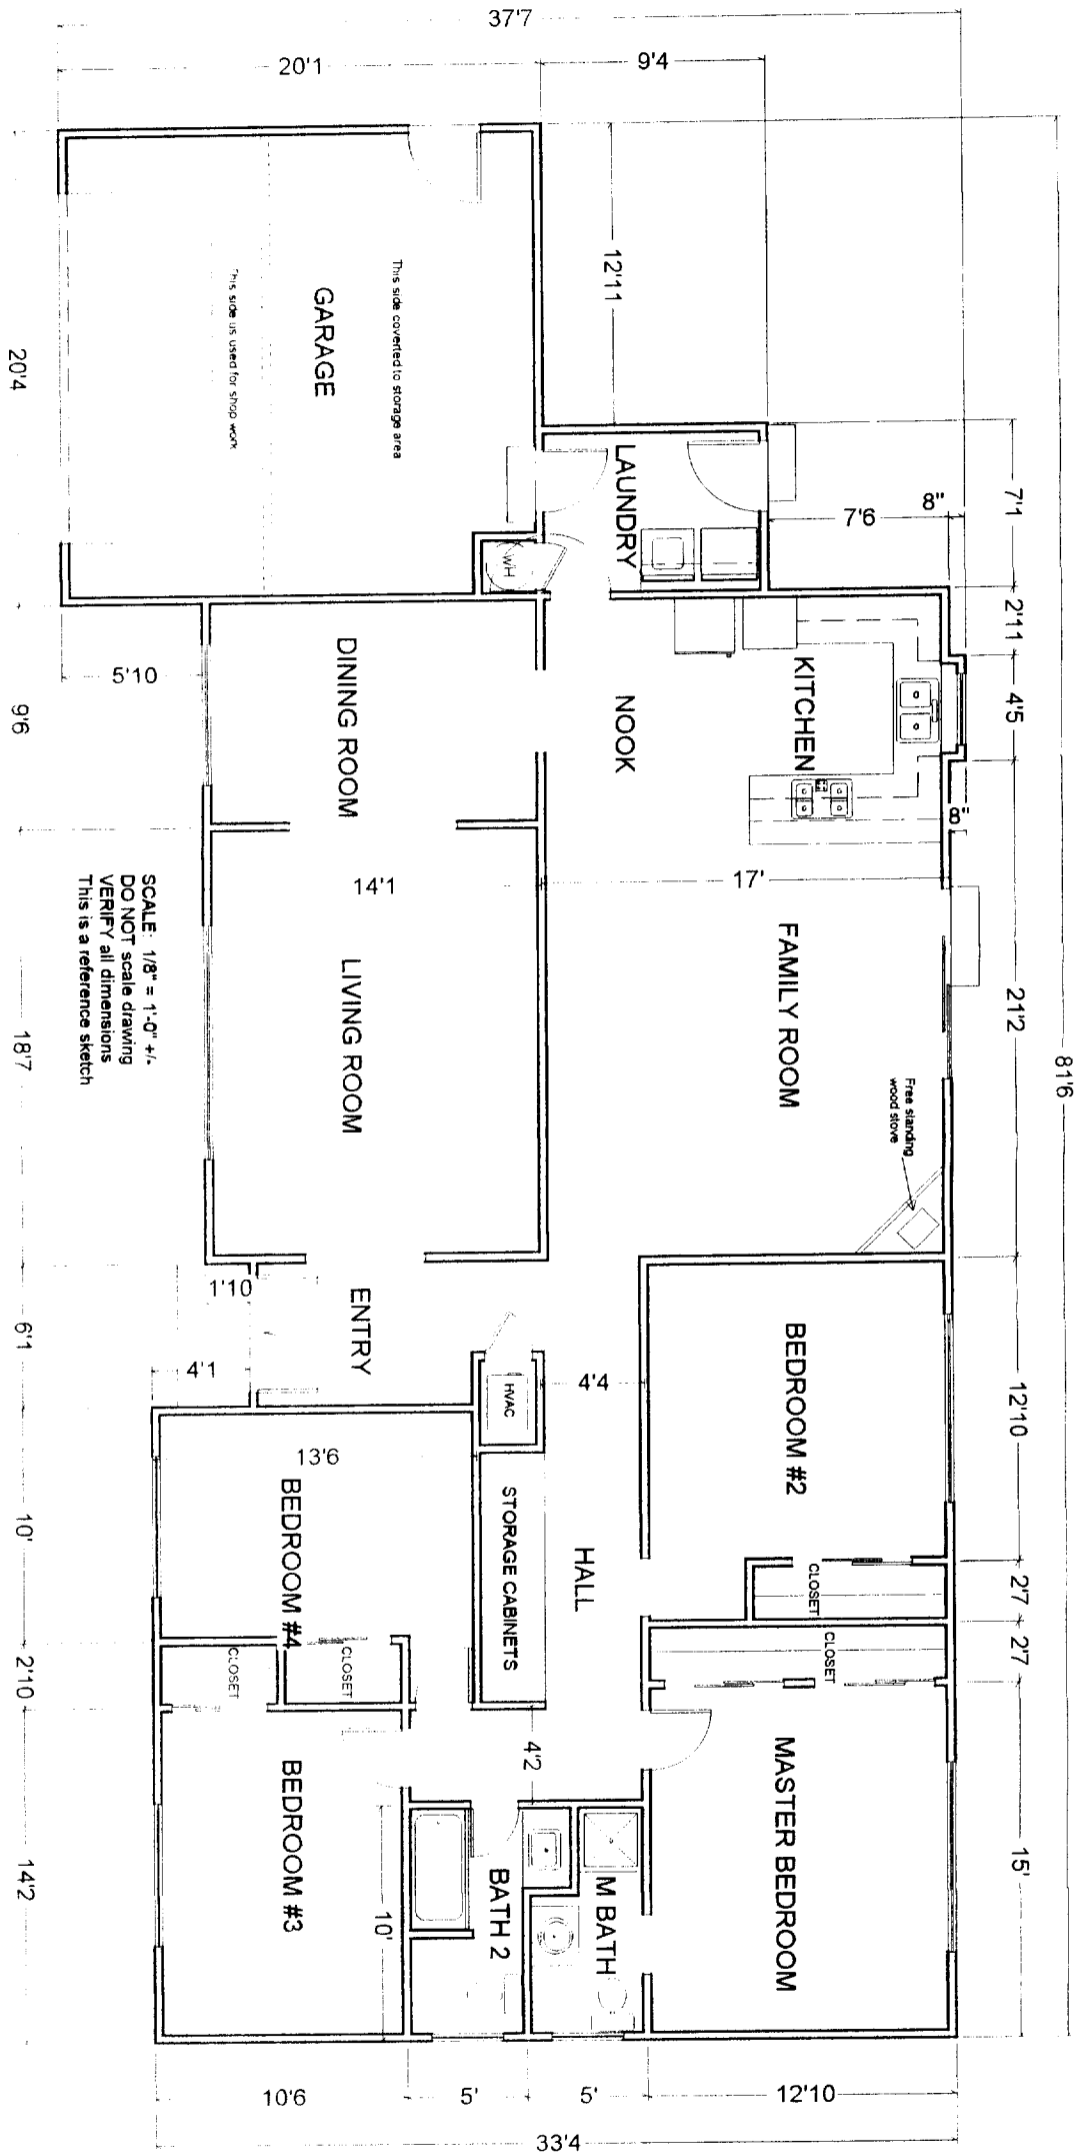 37'7
20'1
9'4
81'6
12'11
20'4
GARAGE
This side coverted to storage area
This side us used for shop work
LAUNDRY
WH
7'1
7'6
8"
2'11
4'5
8"
KITCHEN
NOOK
DINING ROOM
5'10
9'6
14'1
17'
LIVING ROOM
FAMILY ROOM
21'2
Free standing
wood stove
SCALE: 1/8" = 1'-0" +/-
DO NOT scale drawing
VERIFY all dimensions
This is a reference sketch
18'7
1'10
ENTRY
6'1
4'1
4'4
HVAC
BEDROOM #2
12'10
13'6
BEDROOM #4
10'
STORAGE CABINETS
HALL
CLOSET
2'7
CLOSET
2'7
CLOSET
CLOSET
2'10
4'2
BEDROOM #3
14'2
10'
BATH 2
M BATH
MASTER BEDROOM
15'
10'6
5'
5'
12'10
33'4